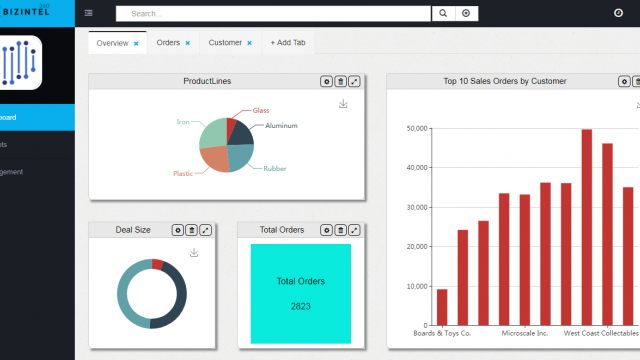 360
BIZINTEL
Search...
Overview ×
Orders ×
Customer ×
+ Add Tab
board
ts
gement
ProductLines
Glass
Iron
Aluminum
Plastic
Rubber
Top 10 Sales Orders by Customer
50,000
40,000
30,000
20,000
10,000
0
Boards & Toys Co.
Microscale Inc.
West Coast Collectables
Deal Size
Total Orders
Total Orders
2823